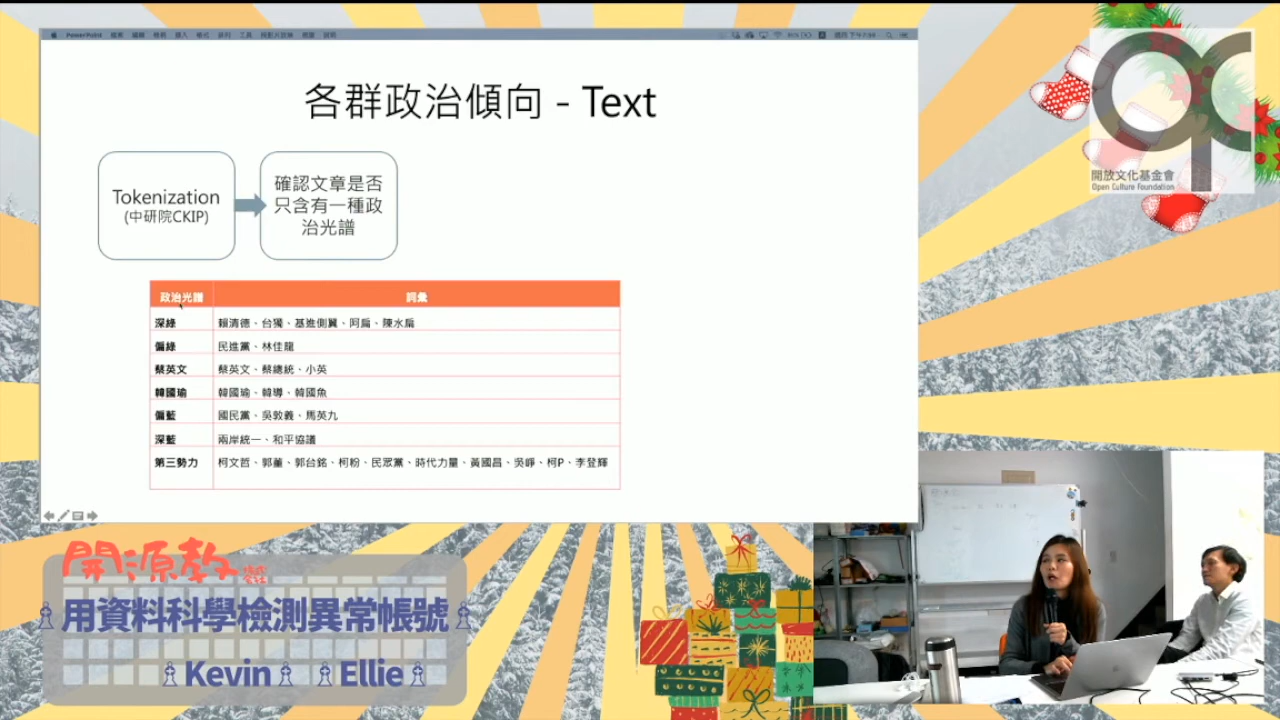 PowerPoint
各群政治傾向 - Text
Tokenization
(中研院CKIP)
確認文章是否
只含有一種政
治光譜
政治光譜 詞彙
深綠 賴清德、台獨、基進側翼、阿扁、陳水扁
偏綠 民進黨、林佳龍
蔡英文 蔡英文、蔡總統、小英
韓國瑜 韓國瑜、韓導、韓國魚
偏藍 國民黨、吳敦義、馬英九
深藍 兩岸統一、和平協議
第三勢力 柯文哲、郭董、郭台銘、柯粉、民眾黨、時代力量、黃國昌、吳崢、柯P、李登輝
開放文化基金會
Open Culture Foundation
開源教
用資料科學檢測異常帳號
Kevin Ellie